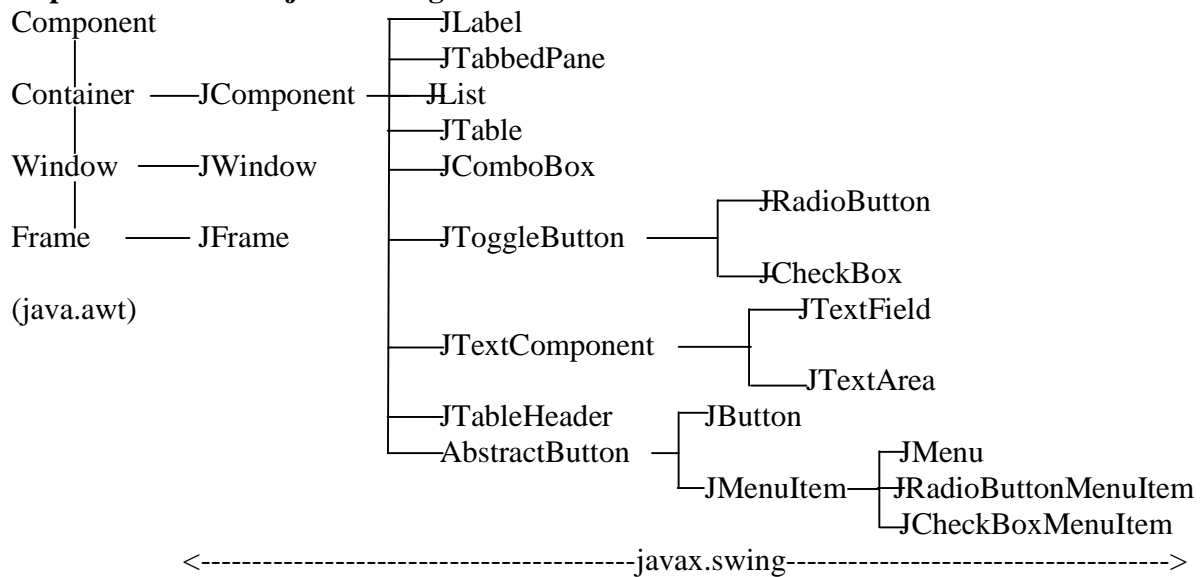 Component JLabel
JTabbedPane
Container JComponent JList
JTable
Window JWindow JComboBox
JRadioButton
Frame JFrame JToggleButton
JCheckBox
(java.awt) JTextField
JTextComponent
JTextArea
JTableHeader JButton
AbstractButton JMenu
JMenuItem JRadioButtonMenuItem
JCheckBoxMenuItem
<------------------------------------------javax.swing------------------------------------->